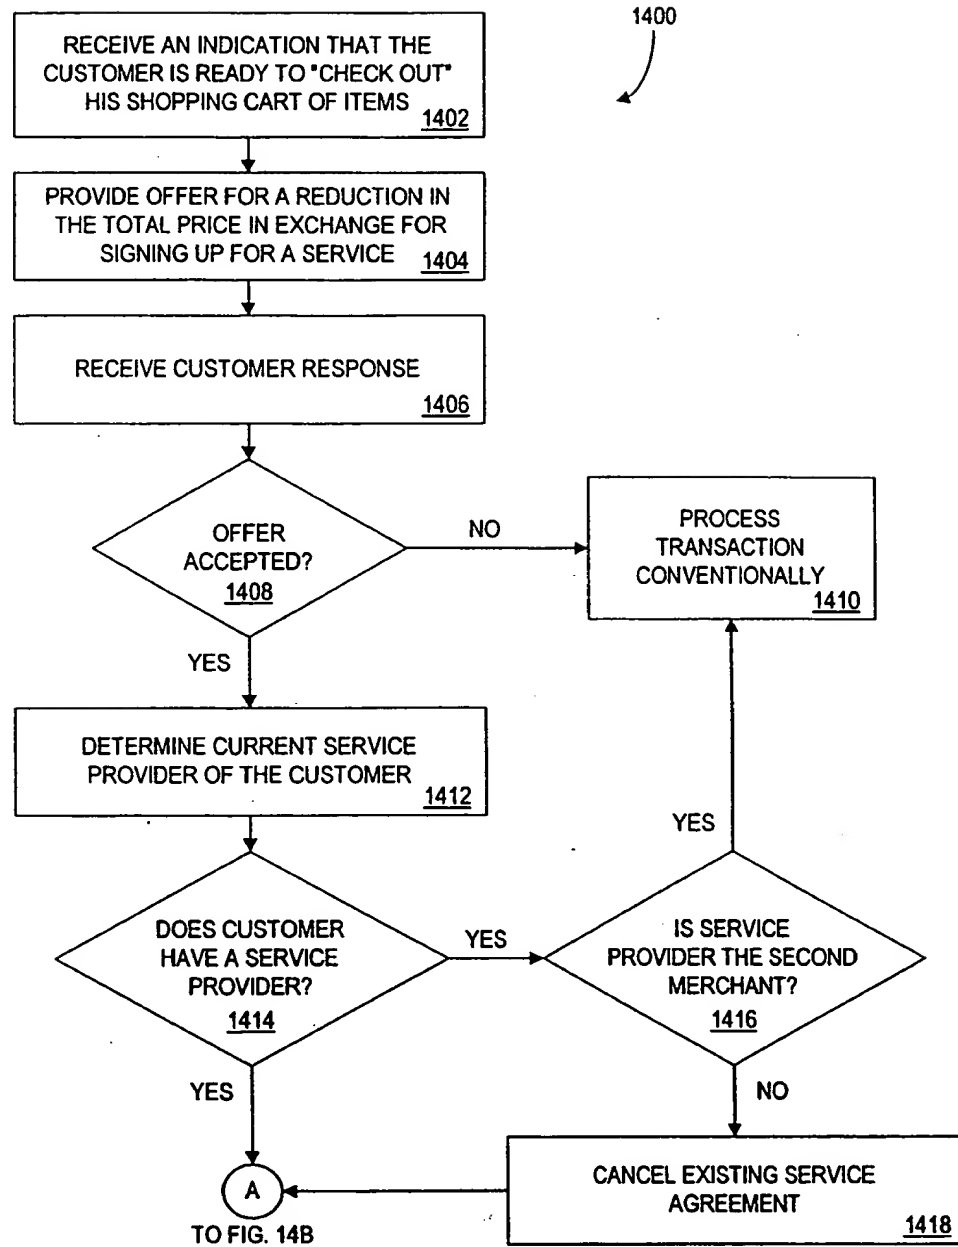 1400
RECEIVE AN INDICATION THAT THE
CUSTOMER IS READY TO "CHECK OUT"
HIS SHOPPING CART OF ITEMS
1402
PROVIDE OFFER FOR A REDUCTION IN
THE TOTAL PRICE IN EXCHANGE FOR
SIGNING UP FOR A SERVICE
1404
RECEIVE CUSTOMER RESPONSE
1406
OFFER
ACCEPTED?
1408
NO
PROCESS
TRANSACTION
CONVENTIONALLY
1410
YES
DETERMINE CURRENT SERVICE
PROVIDER OF THE CUSTOMER
1412
YES
DOES CUSTOMER
HAVE A SERVICE
PROVIDER?
1414
YES
IS SERVICE
PROVIDER THE SECOND
MERCHANT?
1416
YES
NO
A
TO FIG. 14B
CANCEL EXISTING SERVICE
AGREEMENT
1418